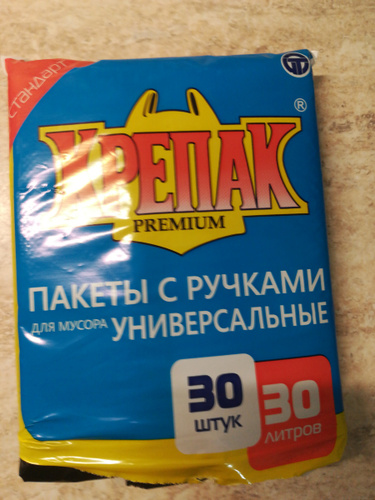 стандарт
®
КРЕПАК
PREMIUM
ПАКЕТЫ С РУЧКАМИ
ДЛЯ МУСОРА УНИВЕРСАЛЬНЫЕ
30
штук
30
литров